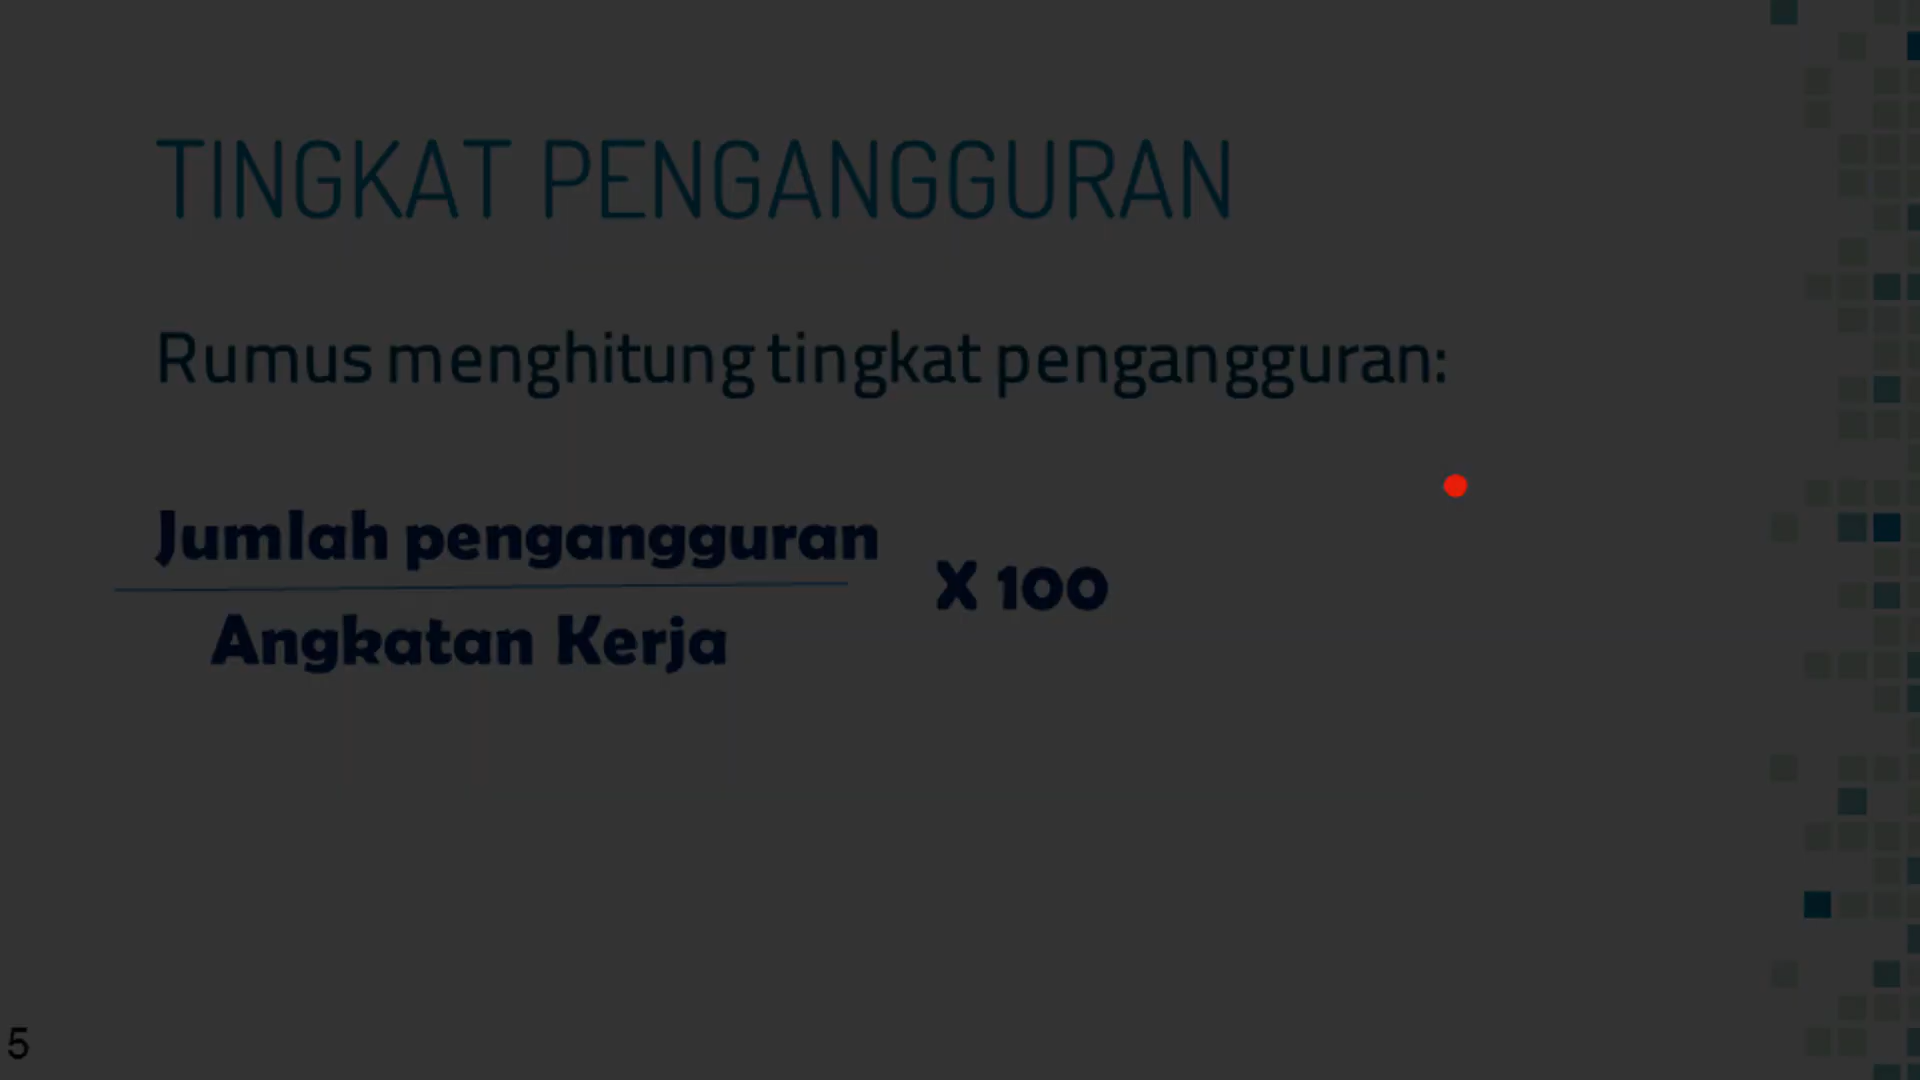 TINGKAT PENGANGGURAN
Rumus menghitung tingkat pengangguran:
Jumlah pengangguran
X 100
Angkatan Kerja
5